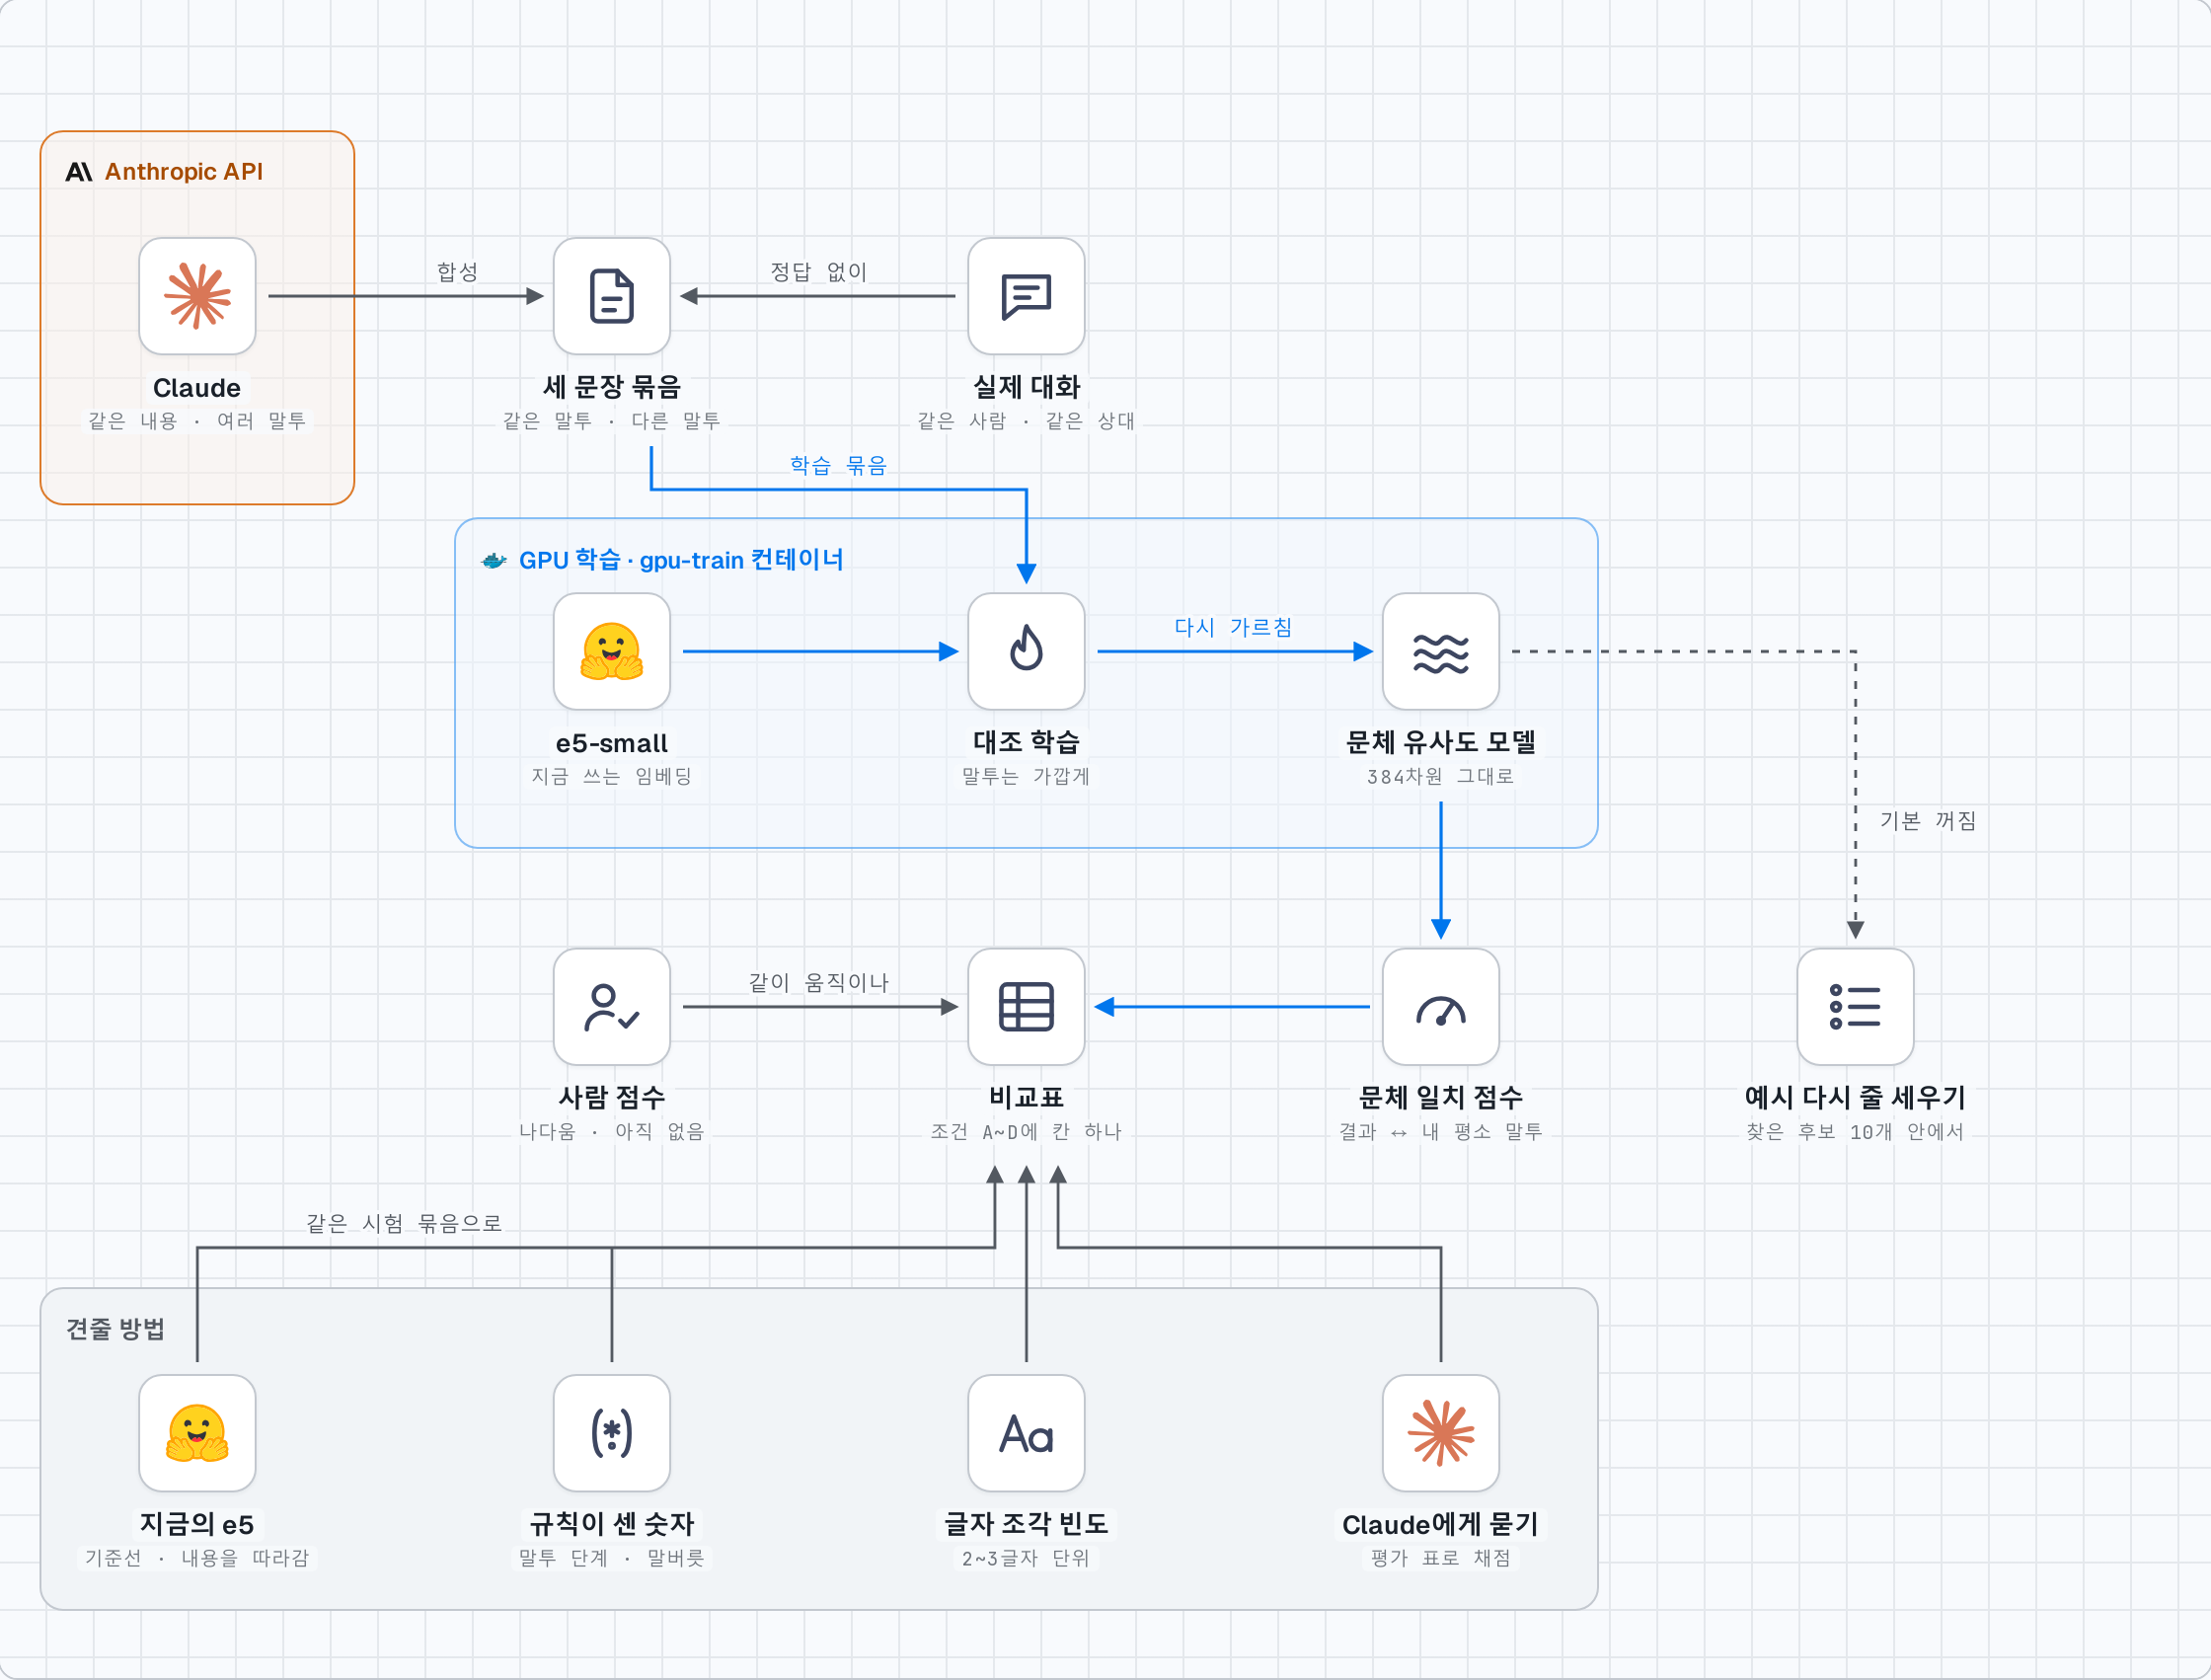 Anthropic API
합성
정답 없이
Claude
같은 내용 · 여러 말투
세 문장 묶음
같은 말투 · 다른 말투
실제 대화
같은 사람 · 같은 상대
학습 묶음
GPU 학습 · gpu-train 컨테이너
다시 가르침
e5-small
지금 쓰는 임베딩
대조 학습
말투는 가깝게
문체 유사도 모델
384차원 그대로
기본 꺼짐
같이 움직이나
사람 점수
나다움 · 아직 없음
비교표
조건 A~D에 칸 하나
문체 일치 점수
결과 ↔ 내 평소 말투
예시 다시 줄 세우기
찾은 후보 10개 안에서
같은 시험 묶음으로
견줄 방법
(*)
Aa
지금의 e5
기준선 · 내용을 따라감
규칙이 센 숫자
말투 단계 · 말버릇
글자 조각 빈도
2~3글자 단위
Claude에게 묻기
평가 표로 채점